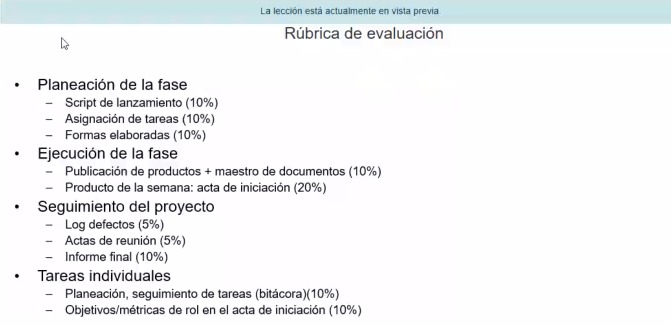 La lección está actualmente en vista previa
Rúbrica de evaluación
• Planeación de la fase
– Script de lanzamiento (10%)
– Asignación de tareas (10%)
– Formas elaboradas (10%)
• Ejecución de la fase
– Publicación de productos + maestro de documentos (10%)
– Producto de la semana: acta de iniciación (20%)
• Seguimiento del proyecto
– Log defectos (5%)
– Actas de reunión (5%)
– Informe final (10%)
• Tareas individuales
– Planeación, seguimiento de tareas (bitácora)(10%)
– Objetivos/métricas de rol en el acta de iniciación (10%)